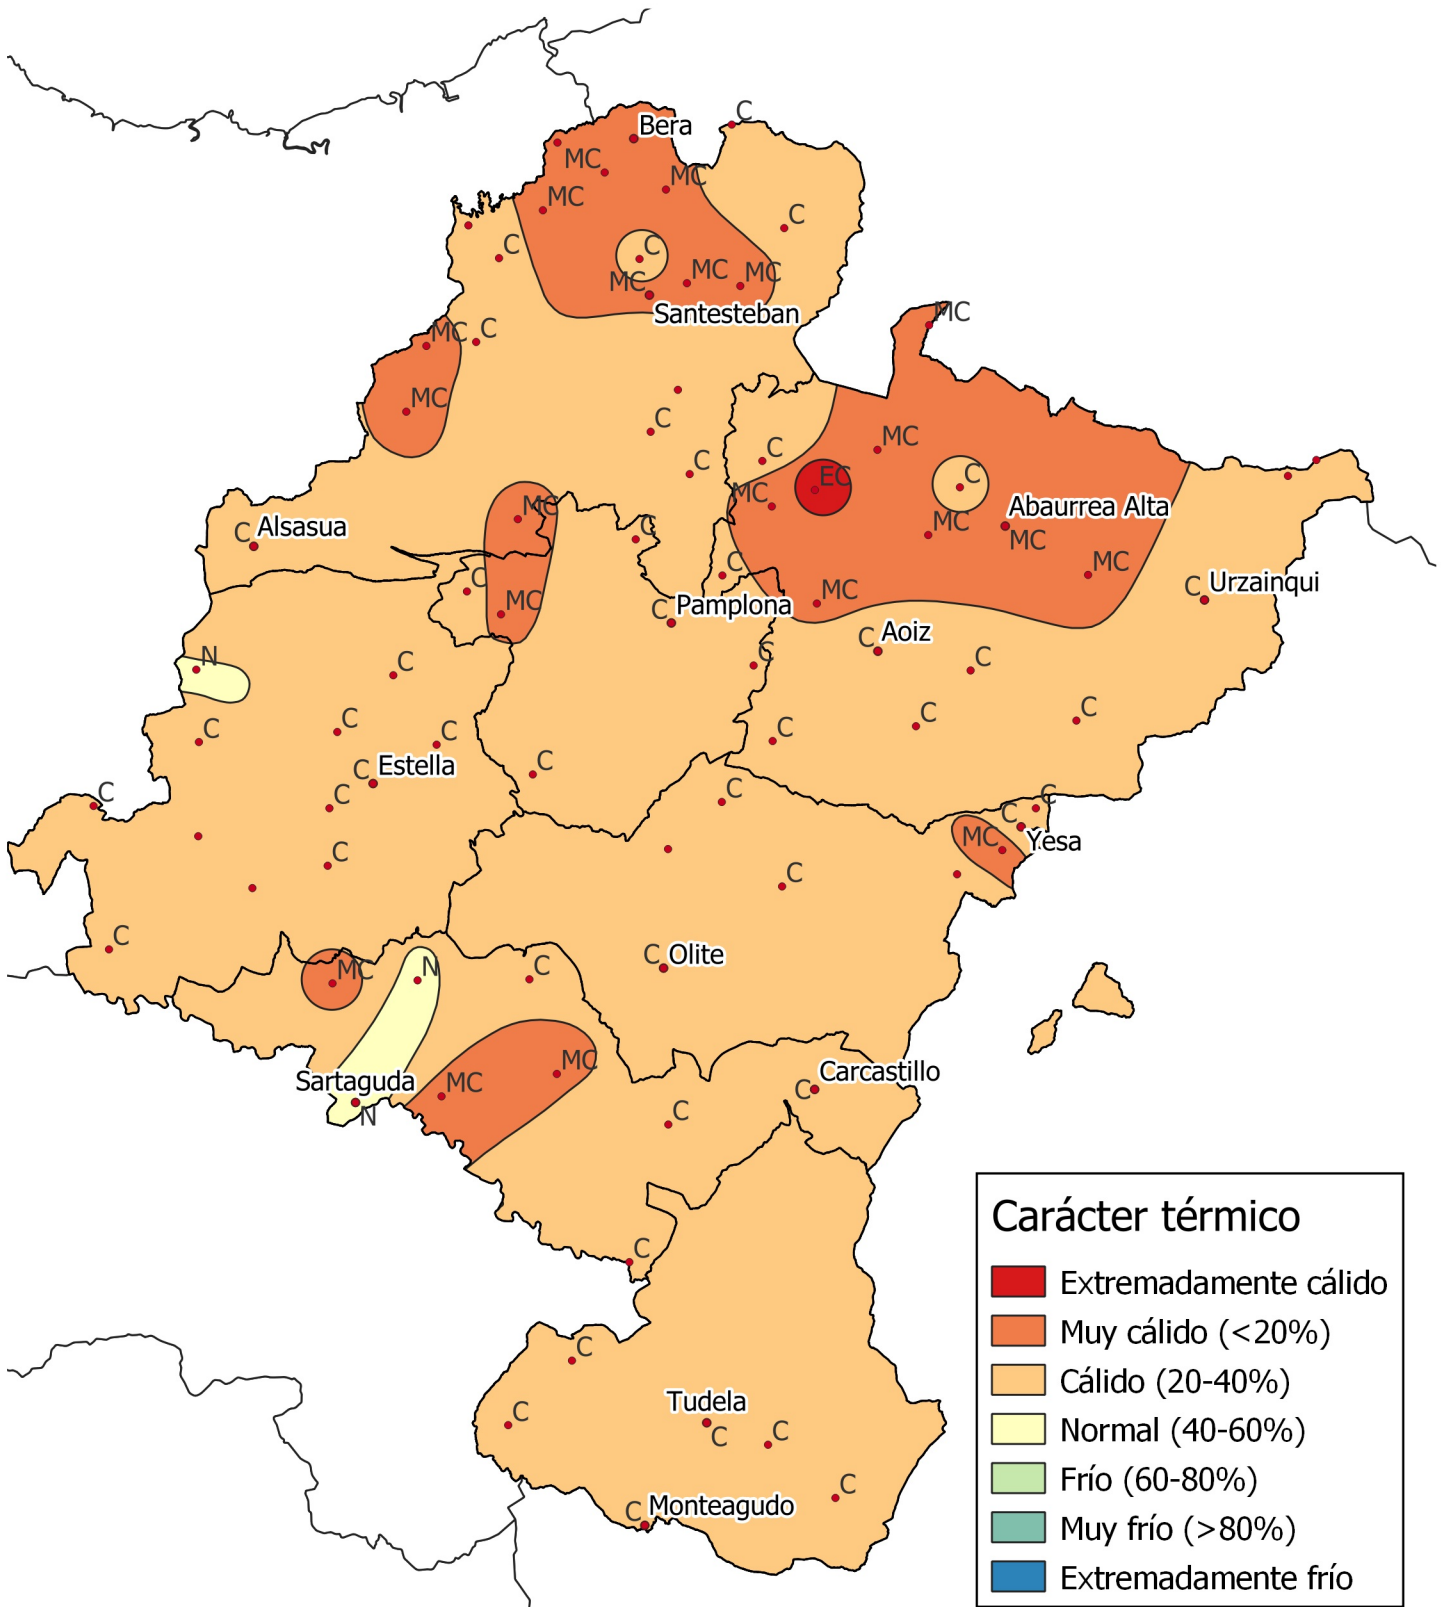 C
Bera
MC
MC
MC
C
C
C
MC
MC
MC
Santesteban
MC
MC
C
MC
C
MC
C
C
C
MC
EC
C
MC
MC
Abaurrea Alta
C
Alsasua
C
MC
MC
C
MC
C
Urzainqui
C
MC
MC
C
Pamplona
C
Aoiz
N
C
C
C
C
C
C
C
C
C
C
Estella
C
C
C
C
C
C
MC
Yesa
C
C
C
C
Olite
MC
N
C
Sartaguda
N
MC
MC
Carcastillo
C
C
C
C
C
Tudela
C
C
C
Monteagudo
C
Carácter térmico
Extremadamente cálido
Muy cálido (<20%)
Cálido (20-40%)
Normal (40-60%)
Frío (60-80%)
Muy frío (>80%)
Extremadamente frío